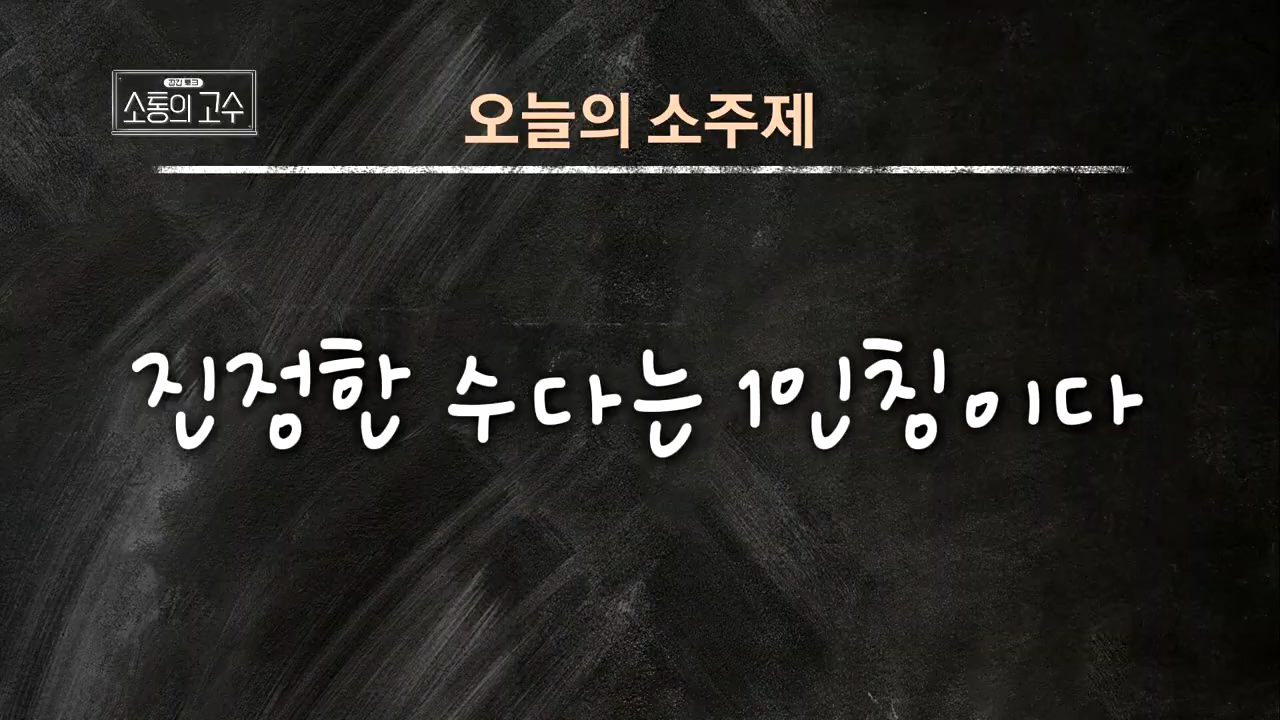 소통의 고수
오늘의 소주제
진정한 수다는 1인칭이다